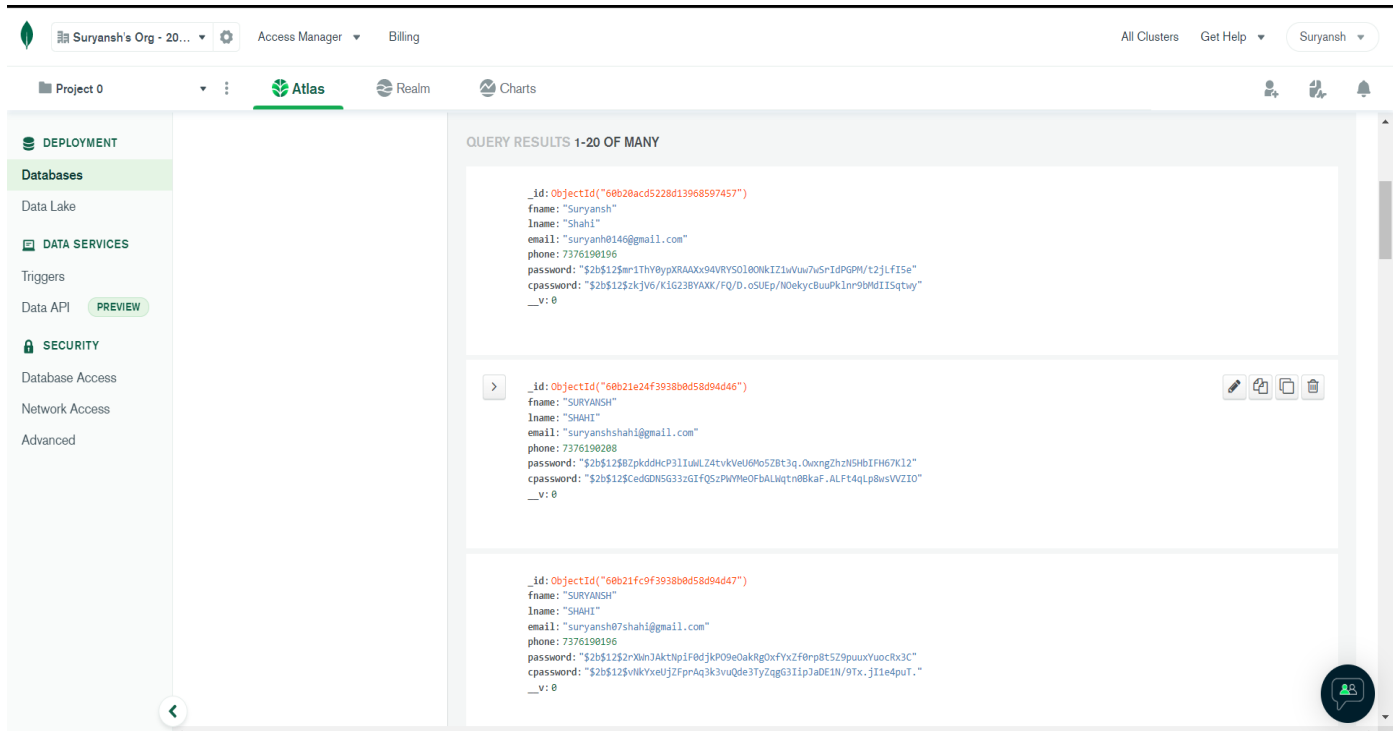 Suryansh's Org - 20... Access Manager Billing All Clusters Get Help Suryansh
Project 0 Atlas Realm Charts
DEPLOYMENT
Databases
Data Lake
DATA SERVICES
Triggers
Data API PREVIEW
SECURITY
Database Access
Network Access
Advanced
QUERY RESULTS 1-20 OF MANY
_id: ObjectId("60b20acd5228d13968597457")
fname: "Suryansh"
lname: "Shahi"
email: "suryanh0146@gmail.com"
phone: 7376190196
password: "$2b$12$mr1ThY0ypXRAAXx94VRYSOl0ONkIZ1wVuw7wSrIdPGPM/t2jLfI5e"
cpassword: "$2b$12$zkjV6/KiG23BYAXK/FQ/D.oSUEp/NOekycBuuPklnr9bMdIISqtwy"
__v: 0
_id: ObjectId("60b21e24f3938b0d58d94d46")
fname: "SURYANSH"
lname: "SHAHI"
email: "suryanshshahi@gmail.com"
phone: 7376190208
password: "$2b$12$BZpkddHcP3lIuWLZ4tvkVeU6Mo5ZBt3q.OwxngZhzN5HbIFH67Kl2"
cpassword: "$2b$12$CedGDN5G33zGIfQSzPWYMeOFbALWqtn0BkaF.ALFt4qLp8wsVVZIO"
__v: 0
_id: ObjectId("60b21fc9f3938b0d58d94d47")
fname: "SURYANSH"
lname: "SHAHI"
email: "suryansh07shahi@gmail.com"
phone: 7376190196
password: "$2b$12$2rXWnJAktNpiF0djkPO9eOakRgOxfYxZf0rp8t5Z9puuxYuocRx3C"
cpassword: "$2b$12$vNkYxeUjZFprAq3k3vuQde3TyZqgG3IipJaDE1N/9Tx.jI1e4puT."
__v: 0